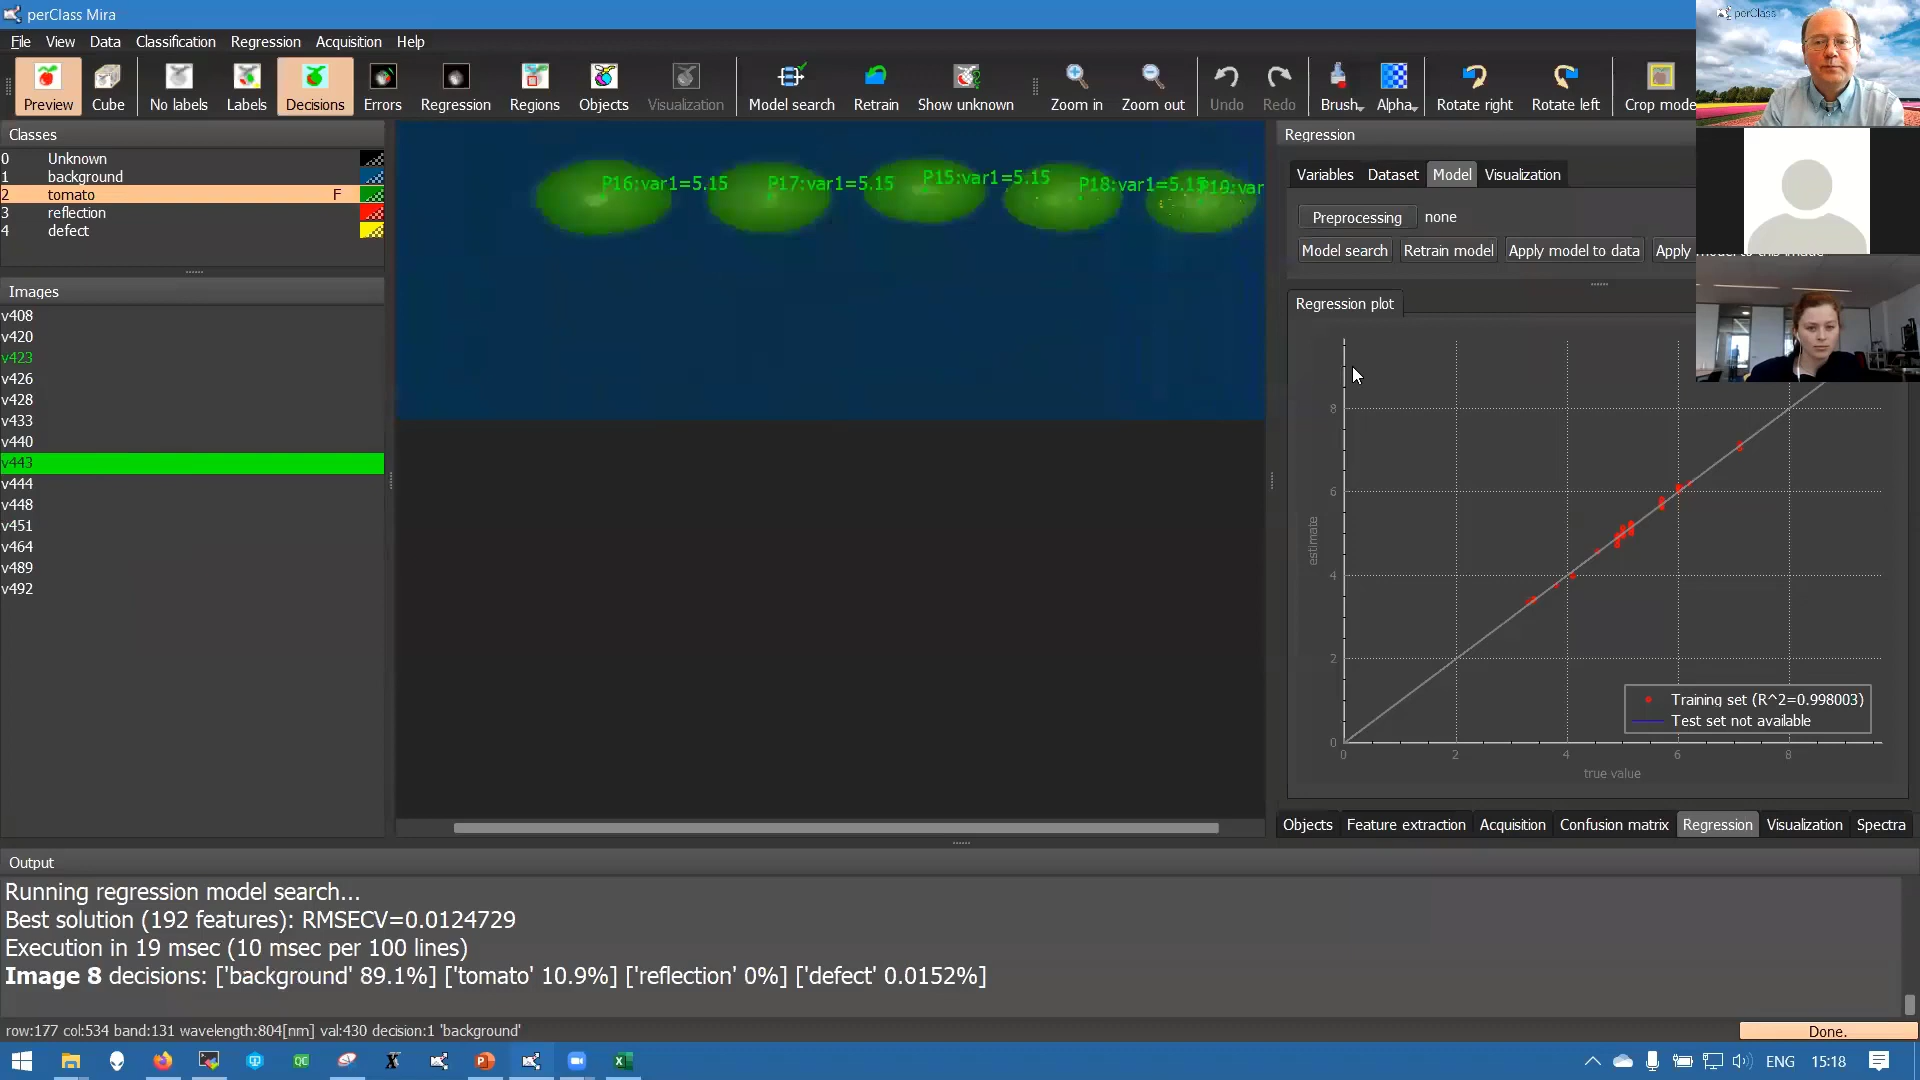 perClass Mira
perClass
File View Data Classification Regression Acquisition Help
Preview Cube No labels Labels Decisions Errors Regression Regions Objects Visualization Model search Retrain Show unknown Zoom in Zoom out Undo Redo Brush Alpha Rotate right Rotate left Crop mode
Classes
0 Unknown
1 background
2 tomato F
3 reflection
4 defect
Images
v408
v420
v423
v426
v428
v433
v440
v443
v444
v448
v451
v464
v489
v492
P16:var1=5.15 P17:var1=5.15 P15:var1=5.15 P18:var1=5.15 P19:var
Regression
Variables Dataset Model Visualization
Preprocessing none
Model search Retrain model Apply model to data Apply model to this image
Regression plot
8
6
4
2
0
estimate
0 2 4 6 8
true value
Training set (R^2=0.998003)
Test set not available
Objects Feature extraction Acquisition Confusion matrix Regression Visualization Spectra
Output
Running regression model search...
Best solution (192 features): RMSECV=0.0124729
Execution in 19 msec (10 msec per 100 lines)
Image 8 decisions: ['background' 89.1%] ['tomato' 10.9%] ['reflection' 0%] ['defect' 0.0152%]
row:177 col:534 band:131 wavelength:804[nm] val:430 decision:1 'background'
Done.
QC
ENG 15:18